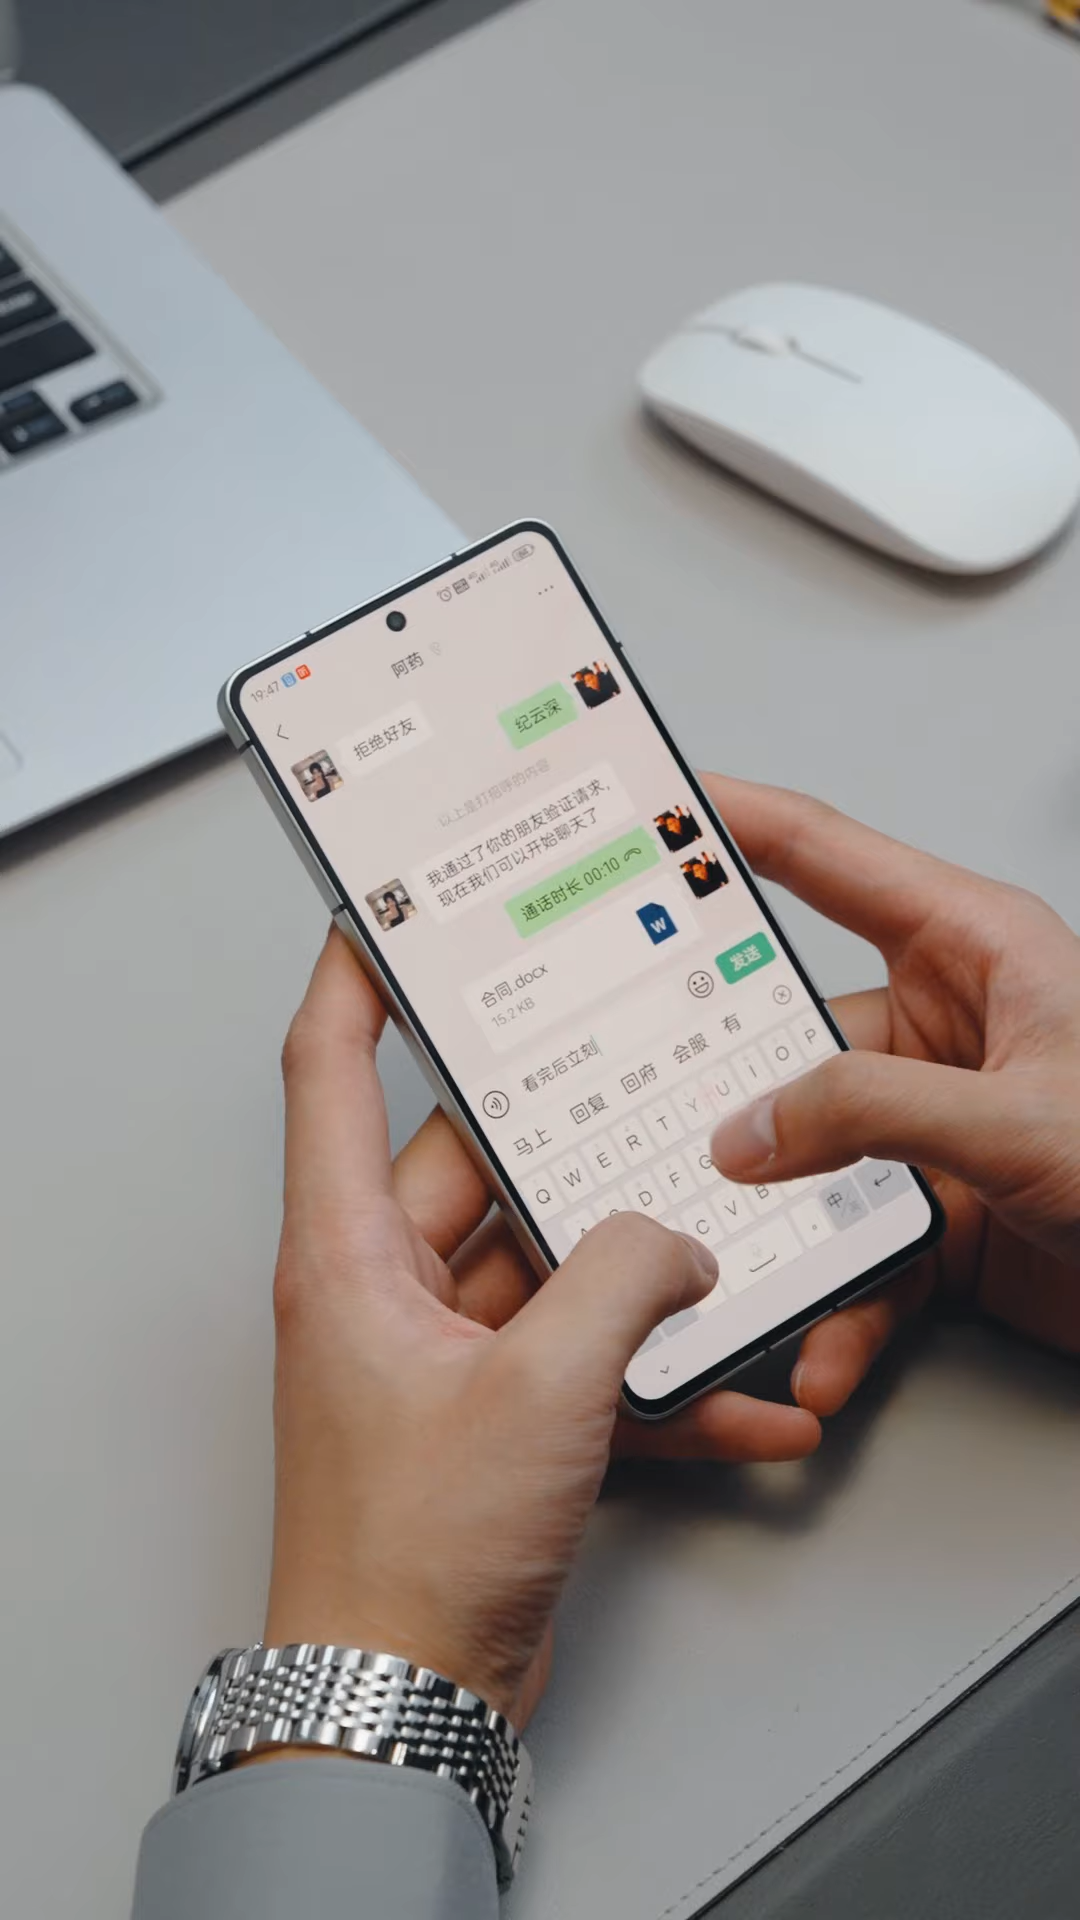 19:47
阿药
拒绝好友
纪云深
以上是打招呼的内容
我通过了你的朋友验证请求，
现在我们可以开始聊天了
通话时长 00:10
合同.docx
15.2 KB
W
看完后立刻
发送
马上 回复 回府 会服 有
Q W E R T Y U I O P
D F G
C V B
。 中